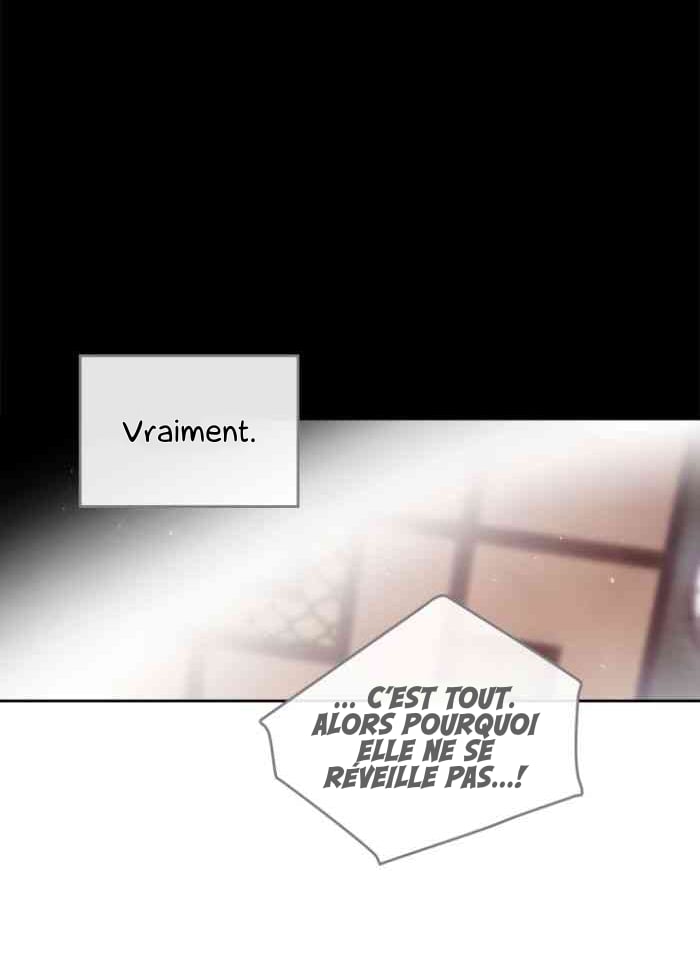 Vraiment.
... C'EST TOUT.
ALORS POURQUOI
ELLE NE SE
RÉVEILLE PAS...!